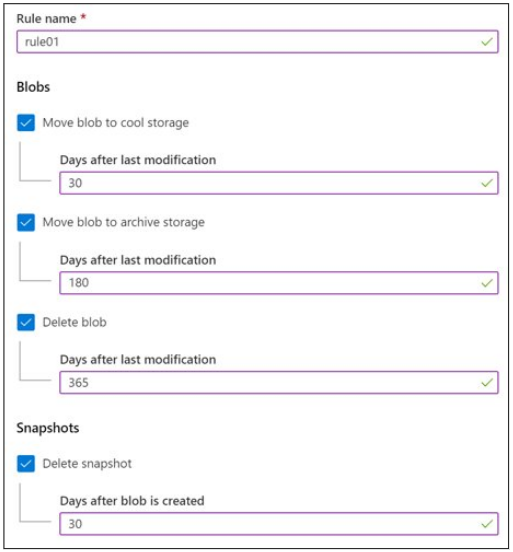 Rule name *
rule01
Blobs
Move blob to cool storage
Days after last modification
30
Move blob to archive storage
Days after last modification
180
Delete blob
Days after last modification
365
Snapshots
Delete snapshot
Days after blob is created
30